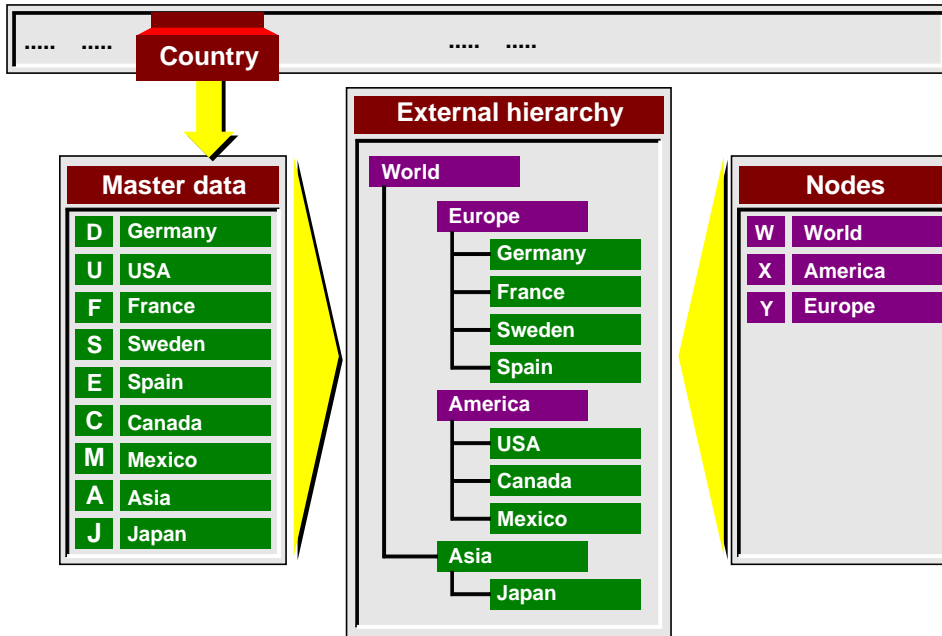 ..... ..... ..... .....
Country
External hierarchy
Master data
D Germany
U USA
F France
S Sweden
E Spain
C Canada
M Mexico
A Asia
J Japan
World
Europe
Germany
France
Sweden
Spain
America
USA
Canada
Mexico
Asia
Japan
Nodes
W World
X America
Y Europe